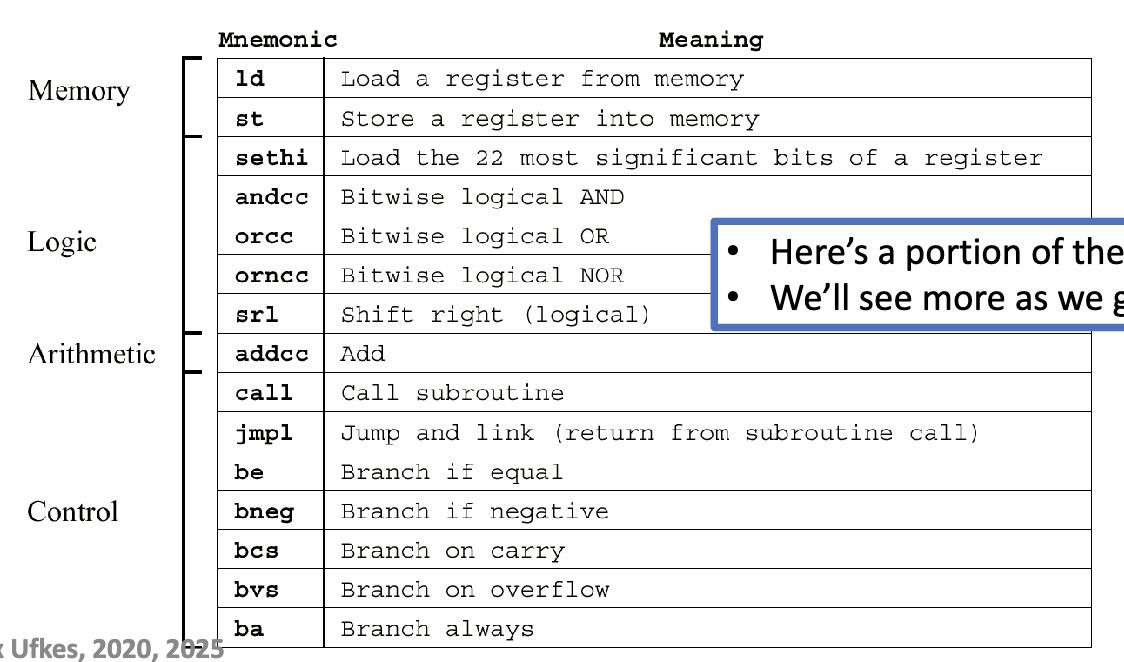 Mnemonic Meaning
Memory
ld Load a register from memory
st Store a register into memory
Logic
sethi Load the 22 most significant bits of a register
andcc Bitwise logical AND
orcc Bitwise logical OR
orncc Bitwise logical NOR
srl Shift right (logical)
• Here’s a portion of the
• We’ll see more as we
Arithmetic
addcc Add
Control
call Call subroutine
jmpl Jump and link (return from subroutine call)
be Branch if equal
bneg Branch if negative
bcs Branch on carry
bvs Branch on overflow
ba Branch always
Ufkes, 2020, 2025